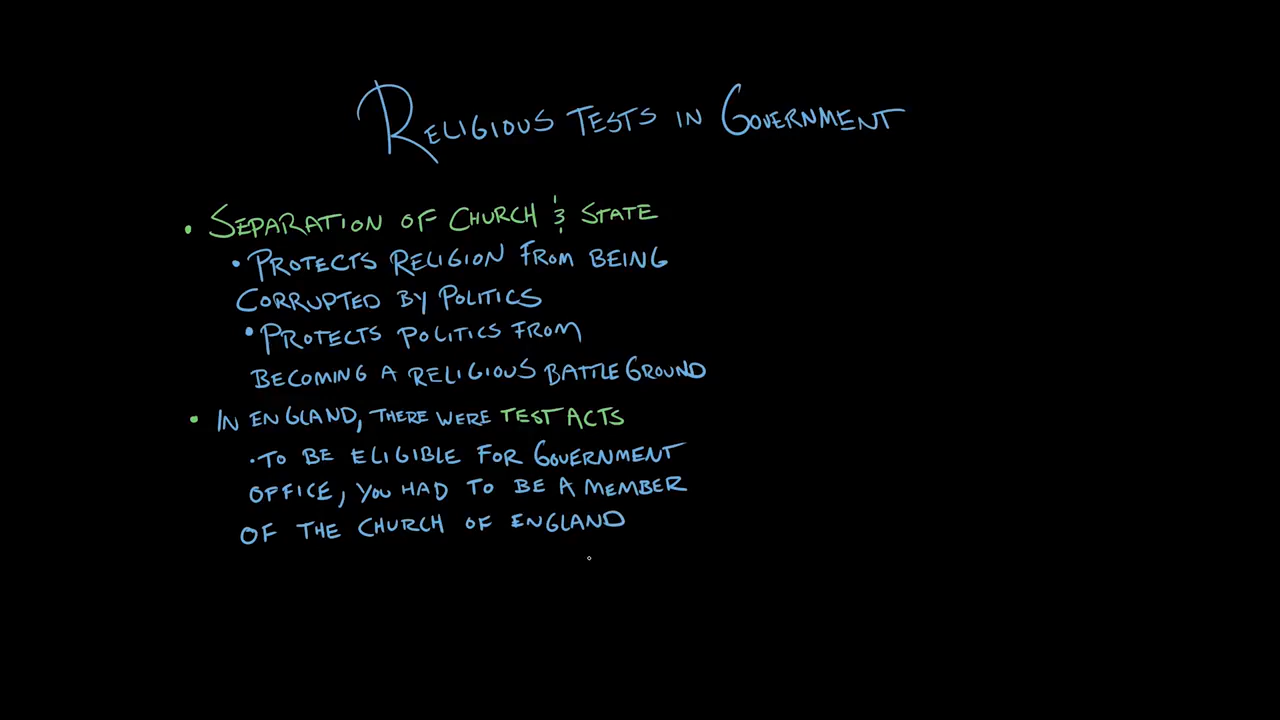 RELIGIOUS TESTS IN GOVERNMENT
• SEPARATION OF CHURCH & STATE
• PROTECTS RELIGION FROM BEING
CORRUPTED BY POLITICS
• PROTECTS POLITICS FROM
BECOMING A RELIGIOUS BATTLEGROUND
• IN ENGLAND, THERE WERE TEST ACTS
• TO BE ELIGIBLE FOR GOVERNMENT
OFFICE, YOU HAD TO BE A MEMBER
OF THE CHURCH OF ENGLAND